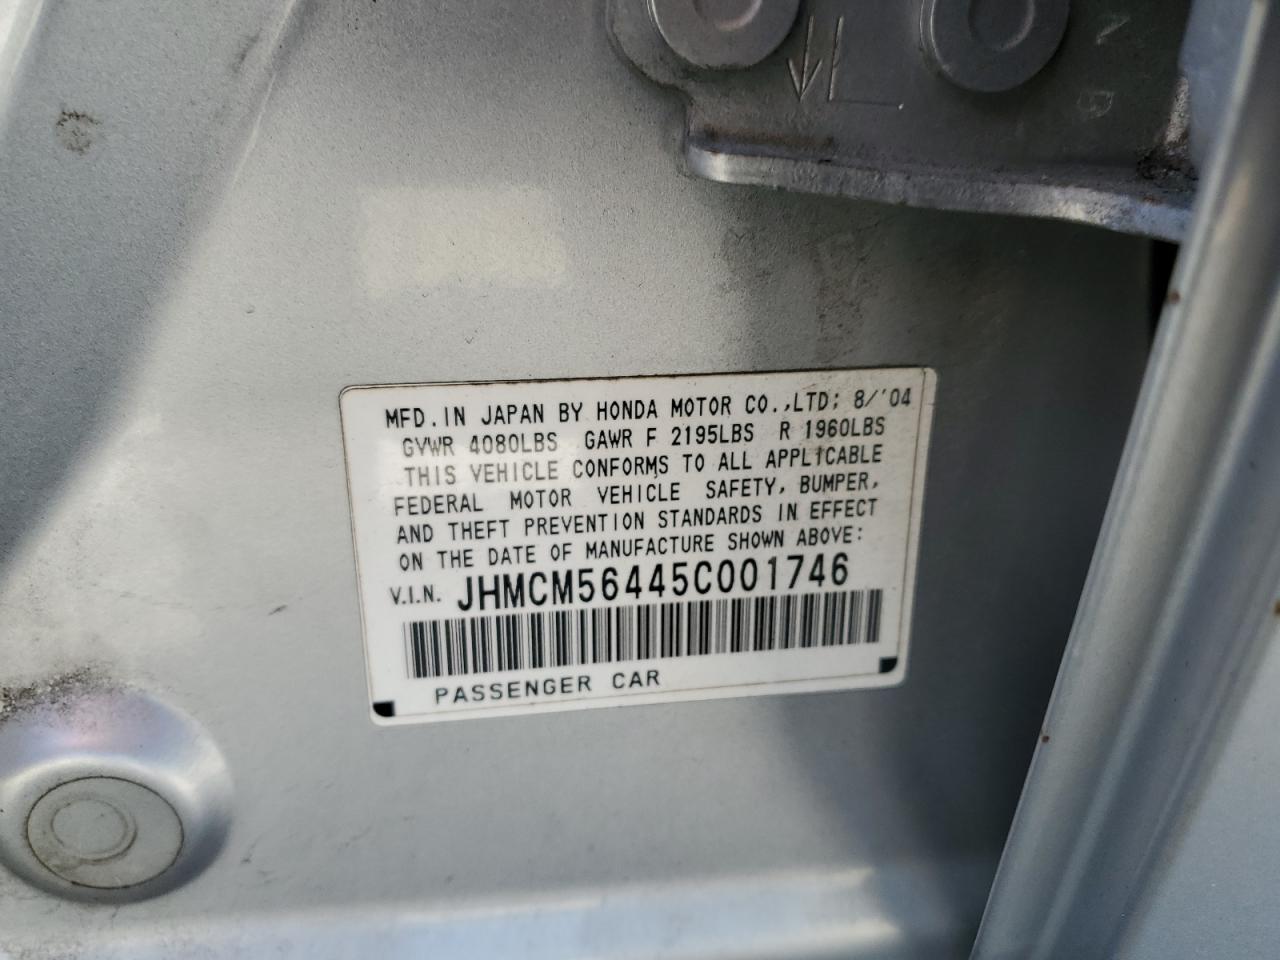 MFD. IN JAPAN BY HONDA MOTOR CO.,LTD; 8/'04
GVWR 4080LBS GAWR F 2195LBS R 1960LBS
THIS VEHICLE CONFORMS TO ALL APPLICABLE
FEDERAL MOTOR VEHICLE SAFETY, BUMPER,
AND THEFT PREVENTION STANDARDS IN EFFECT
ON THE DATE OF MANUFACTURE SHOWN ABOVE:
V.I.N. JHMCM56445C001746
PASSENGER CAR